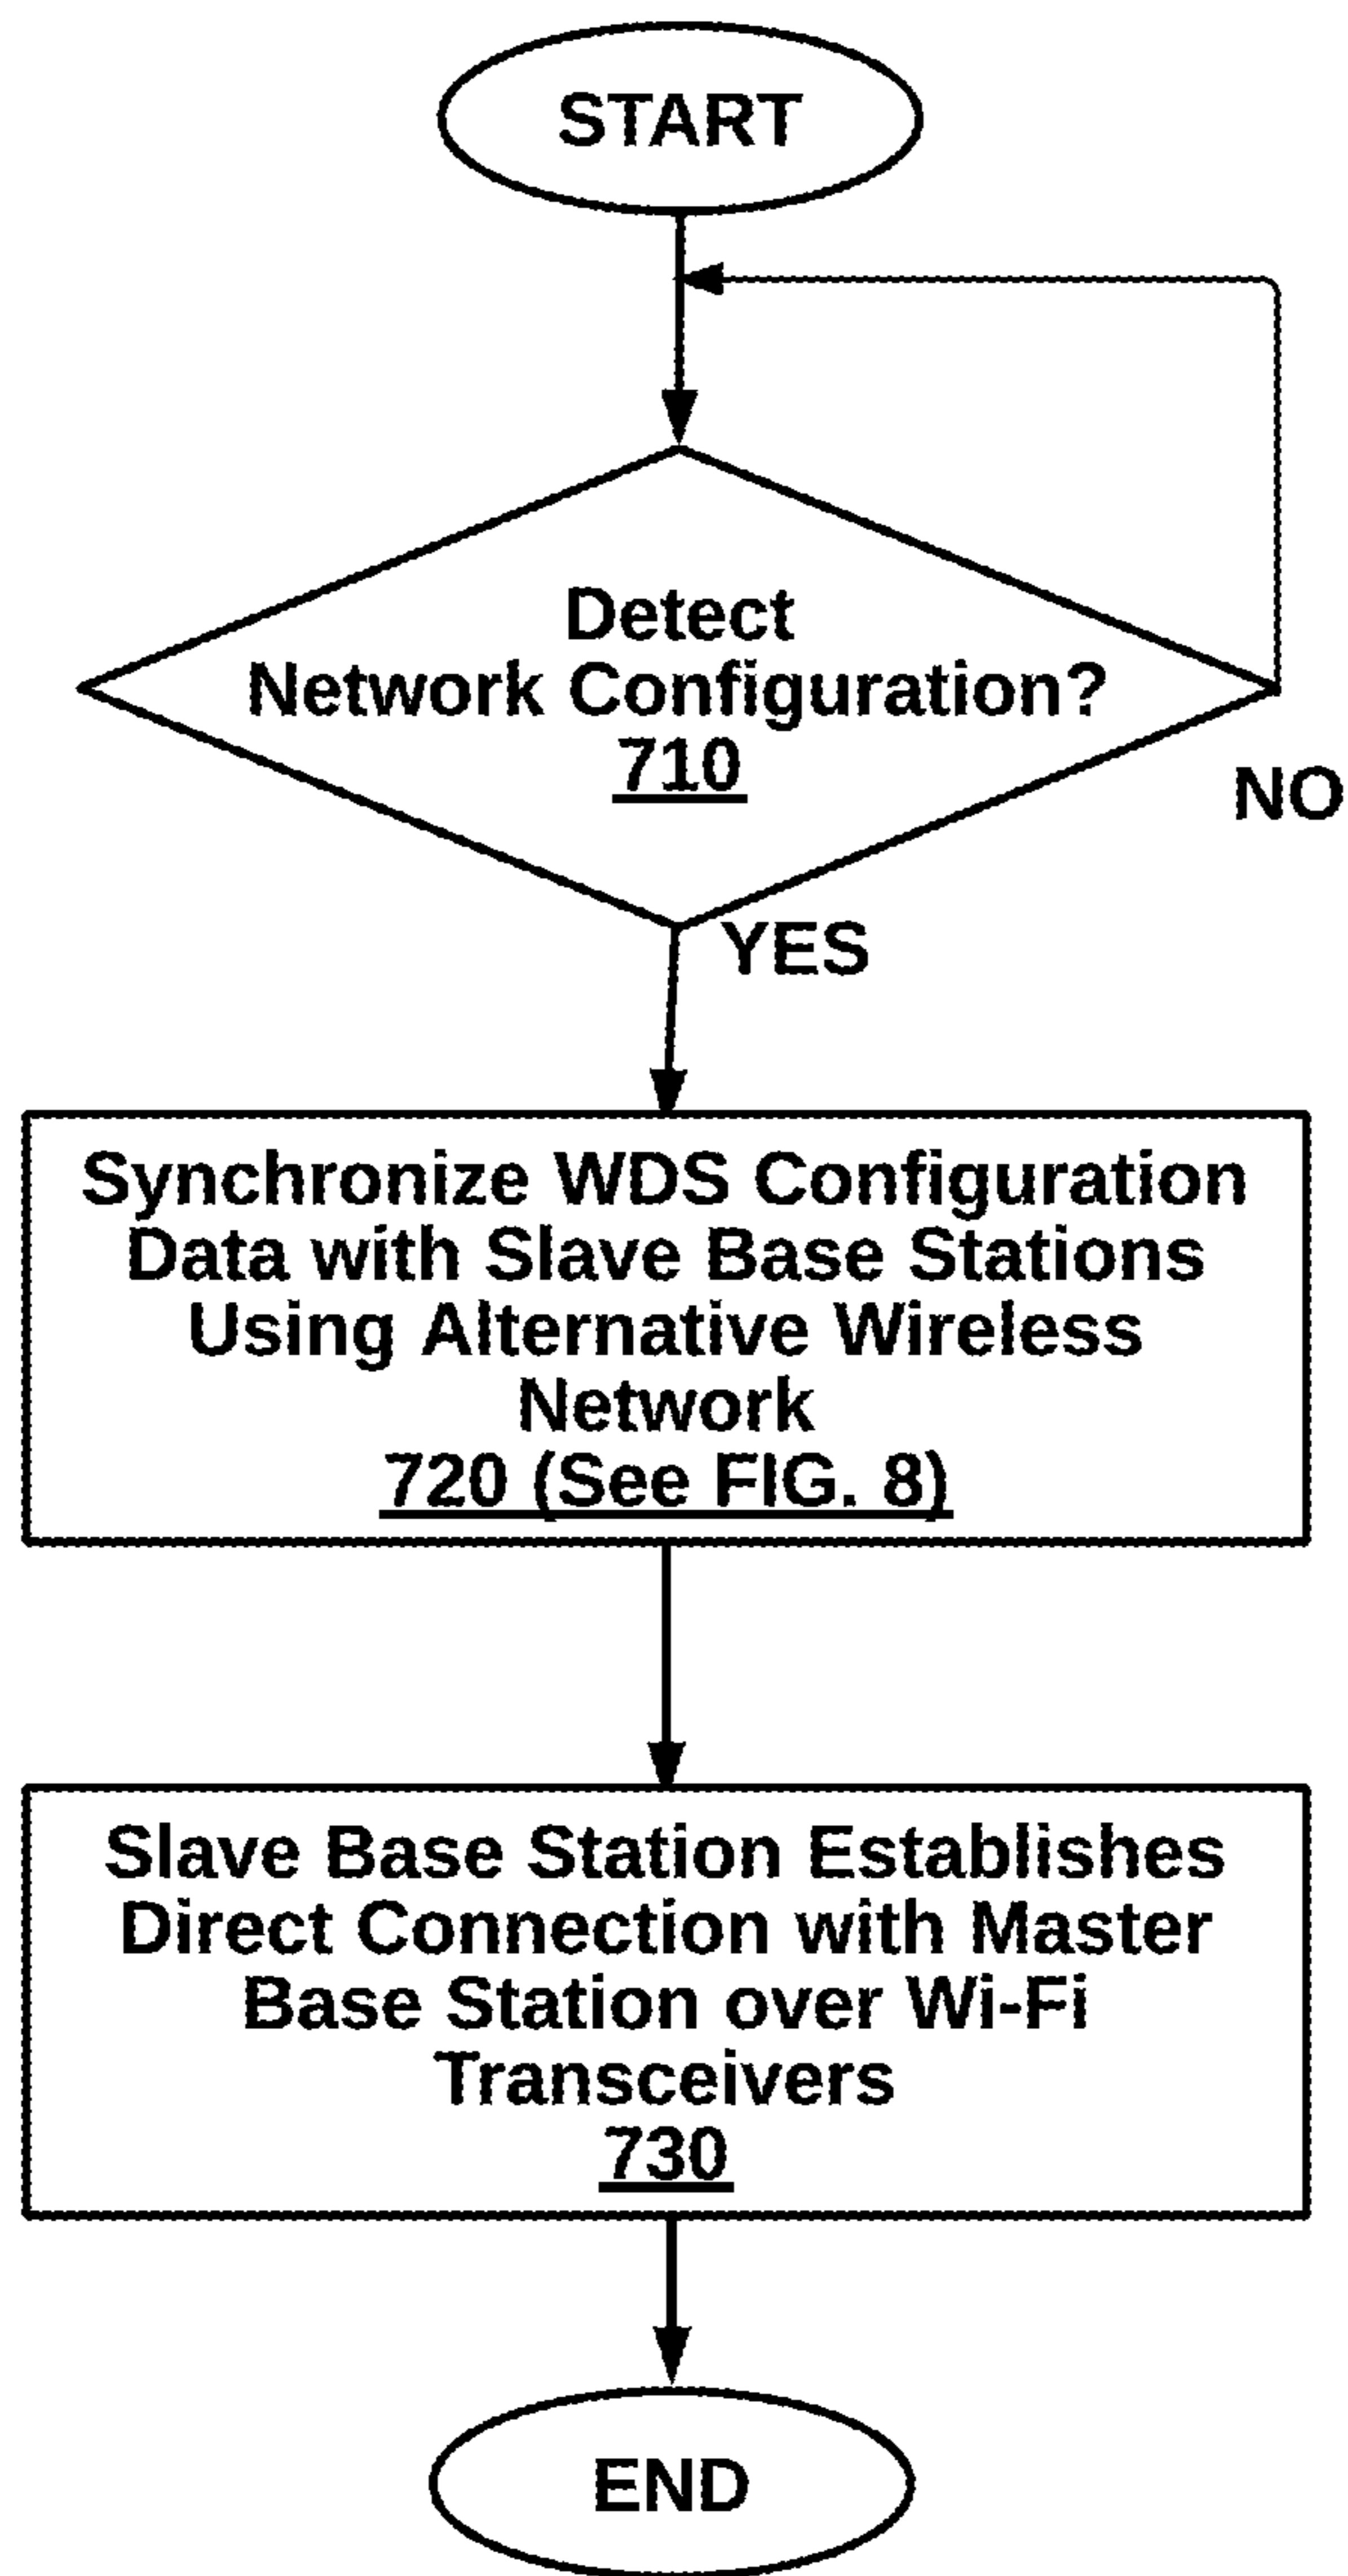 START
Detect
Network Configuration?
710
NO
YES
Synchronize WDS Configuration
Data with Slave Base Stations
Using Alternative Wireless
Network
720 (See FIG. 8)
Slave Base Station Establishes
Direct Connection with Master
Base Station over Wi-Fi
Transceivers
730
END